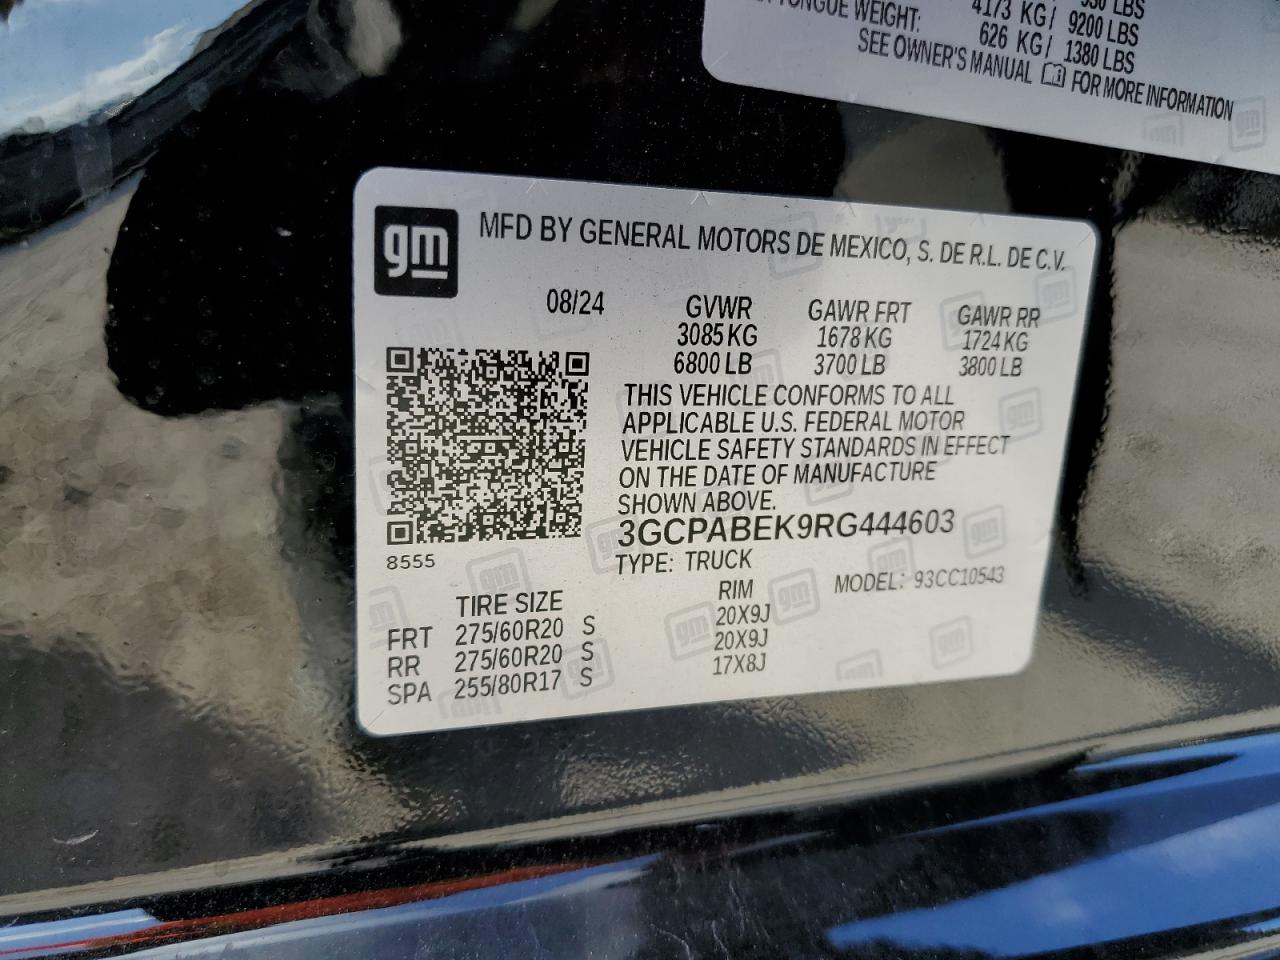 LBS
4173 KG/ 9200 LBS
TONGUE WEIGHT: 626 KG/ 1380 LBS
SEE OWNER'S MANUAL FOR MORE INFORMATION
gm
MFD BY GENERAL MOTORS DE MEXICO, S. DE R.L. DE C.V.
08/24 GVWR GAWR FRT GAWR RR
3085 KG 1678 KG 1724 KG
6800 LB 3700 LB 3800 LB
THIS VEHICLE CONFORMS TO ALL
APPLICABLE U.S. FEDERAL MOTOR
VEHICLE SAFETY STANDARDS IN EFFECT
ON THE DATE OF MANUFACTURE
SHOWN ABOVE.
3GCPABEK9RG444603
8555
TYPE: TRUCK
MODEL: 93CC10543
TIRE SIZE RIM
FRT 275/60R20 S 20X9J
RR 275/60R20 S 20X9J
SPA 255/80R17 S 17X8J